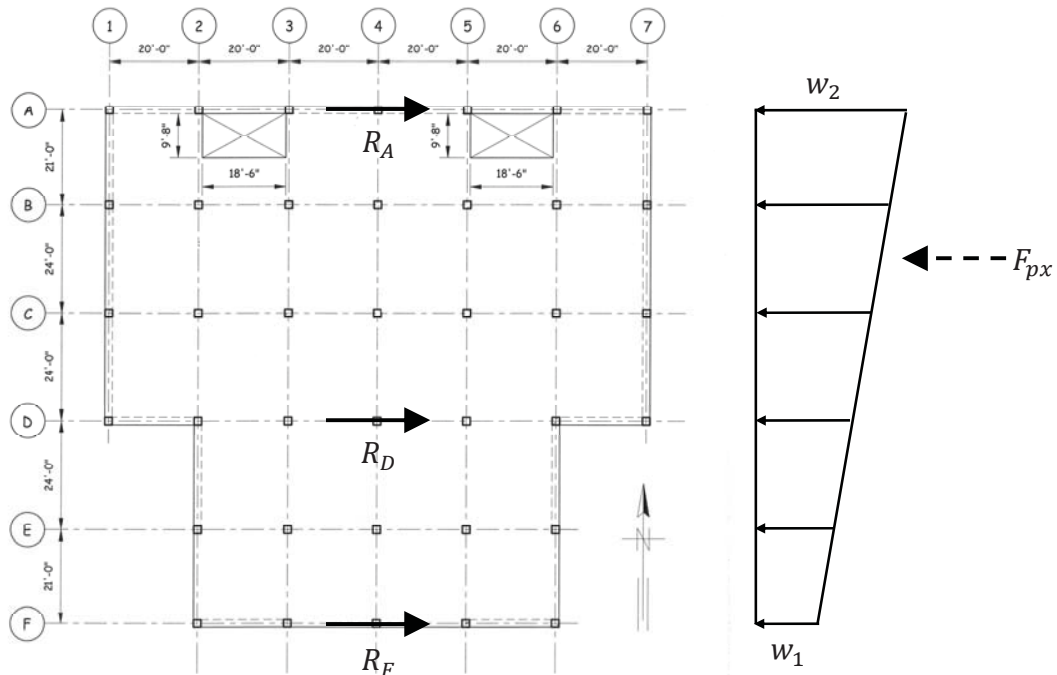 1 2 3 4 5 6 7
20'-0" 20'-0" 20'-0" 20'-0" 20'-0" 20'-0"
A
R_A
9'-8"
9'-8"
21'-0"
18'-6"
18'-6"
B
24'-0"
C
24'-0"
D
R_D
24'-0"
E
21'-0"
F
R_F
N
w_2
F_{px}
w_1